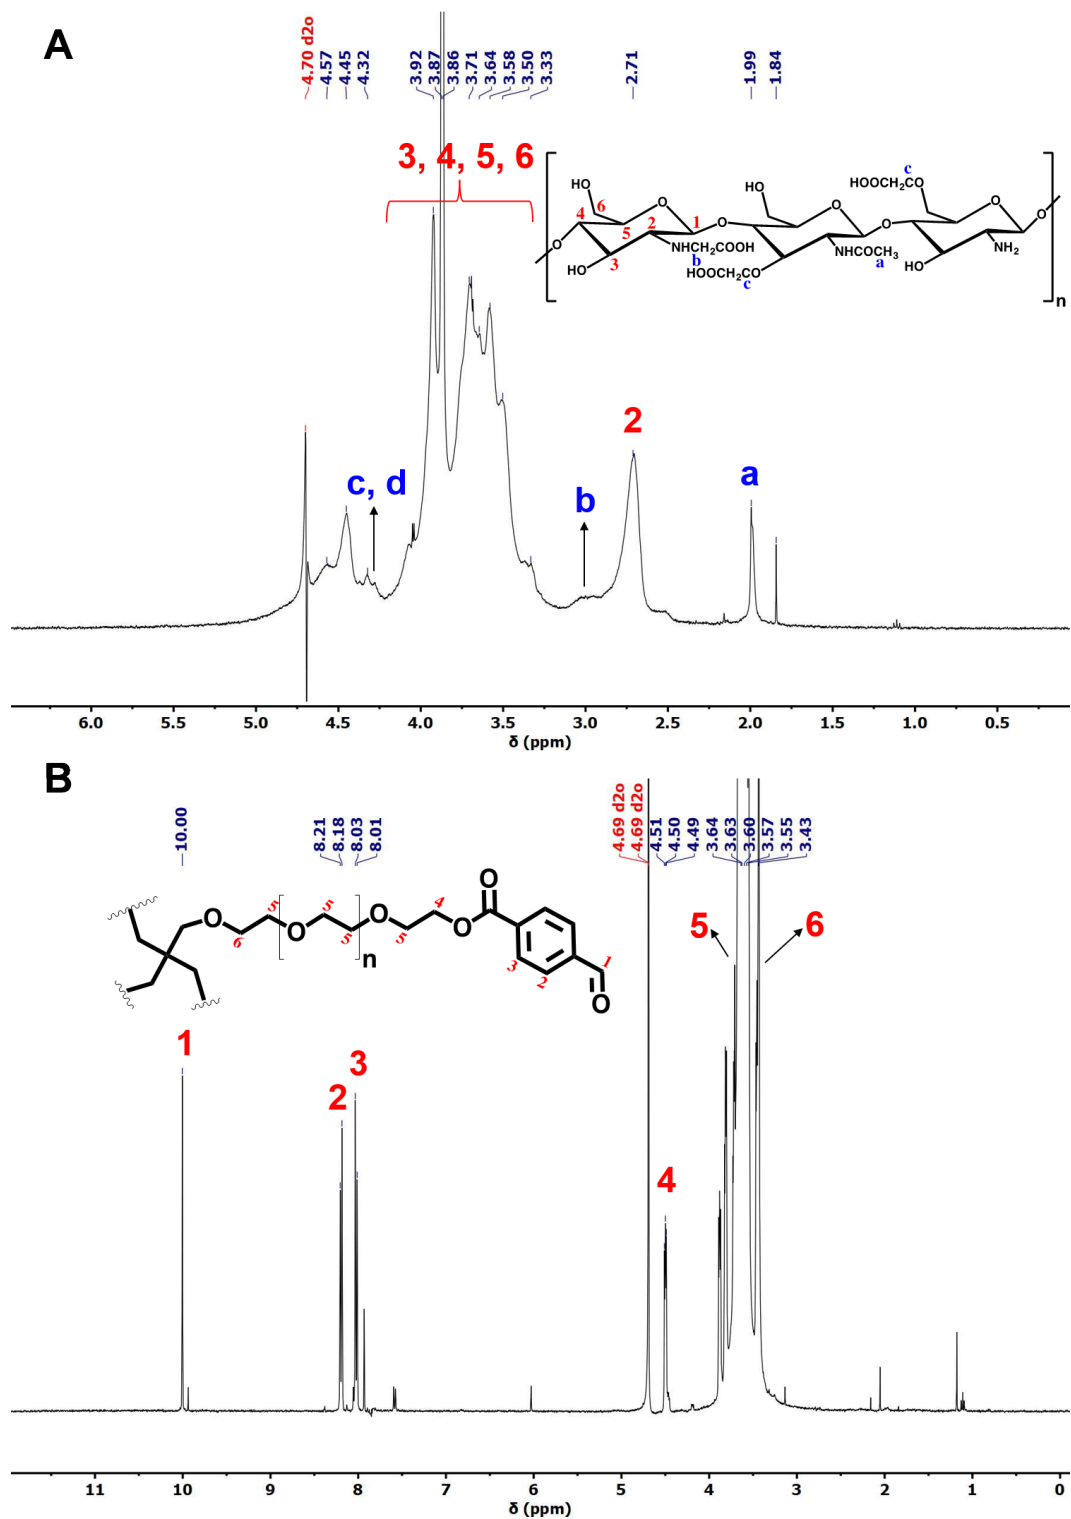 A
4.70 d2o
4.57
4.45
4.32
3.92
3.87
3.86
3.71
3.64
3.58
3.50
3.33
2.71
1.99
1.84
3, 4, 5, 6
HO
6
4
5
2
1
3
HO
O
O
NHCH₂COOH
b
O
HO
O
HOOCH₂CO
c
NHCOCH₃
a
O
HOOCH₂CO
c
O
HO
NH₂
O
n
c, d
b
2
a
6.0 5.5 5.0 4.5 4.0 3.5 3.0 2.5 2.0 1.5 1.0 0.5
δ (ppm)
B
10.00
8.21
8.18
8.03
8.01
4.69 d2o
4.69 d2o
4.51
4.50
4.49
3.64
3.63
3.60
3.57
3.55
3.43
O
6
5
O
5
5
n
O
5
4
O
O
3
2
1
O
1
2
3
4
5
6
11 10 9 8 7 6 5 4 3 2 1 0
δ (ppm)